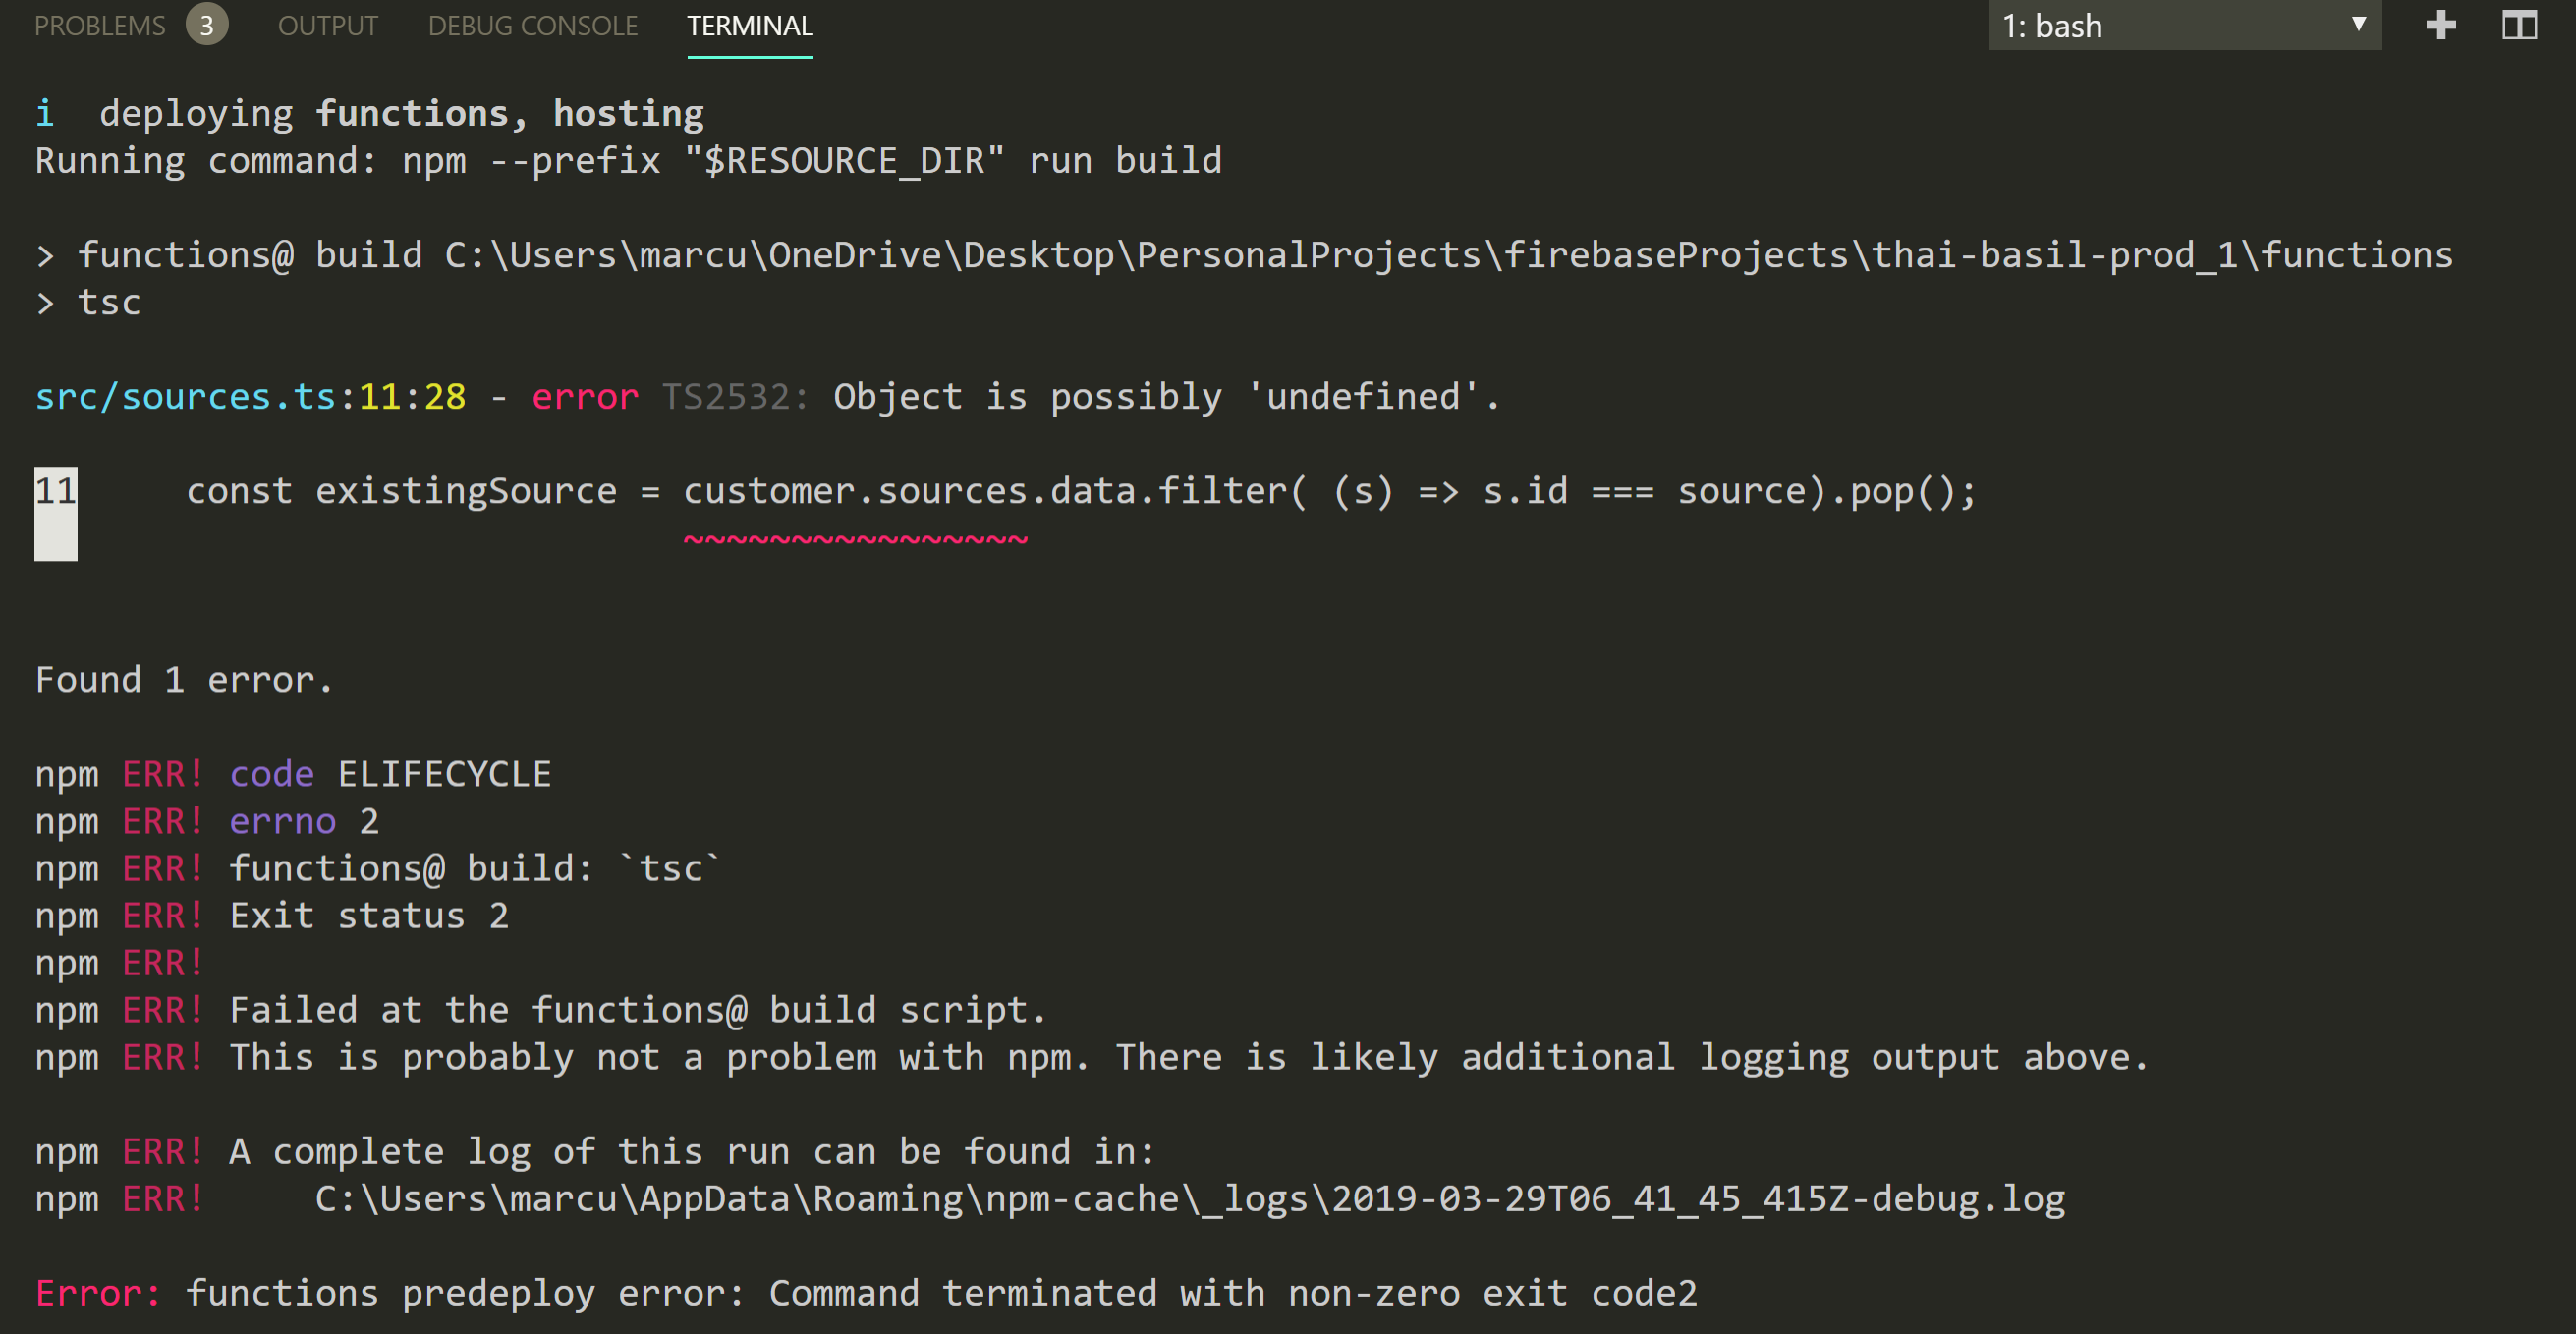 PROBLEMS 3 OUTPUT DEBUG CONSOLE TERMINAL 1: bash
i deploying functions, hosting
Running command: npm --prefix "$RESOURCE_DIR" run build
> functions@ build C:\Users\marcu\OneDrive\Desktop\PersonalProjects\firebaseProjects\thai-basil-prod_1\functions
> tsc
src/sources.ts:11:28 - error TS2532: Object is possibly 'undefined'.
11 const existingSource = customer.sources.data.filter( (s) => s.id === source).pop();
~~~~~~~~~~~~~~~~
Found 1 error.
npm ERR! code ELIFECYCLE
npm ERR! errno 2
npm ERR! functions@ build: `tsc`
npm ERR! Exit status 2
npm ERR!
npm ERR! Failed at the functions@ build script.
npm ERR! This is probably not a problem with npm. There is likely additional logging output above.
npm ERR! A complete log of this run can be found in:
npm ERR! C:\Users\marcu\AppData\Roaming\npm-cache\_logs\2019-03-29T06_41_45_415Z-debug.log
Error: functions predeploy error: Command terminated with non-zero exit code2